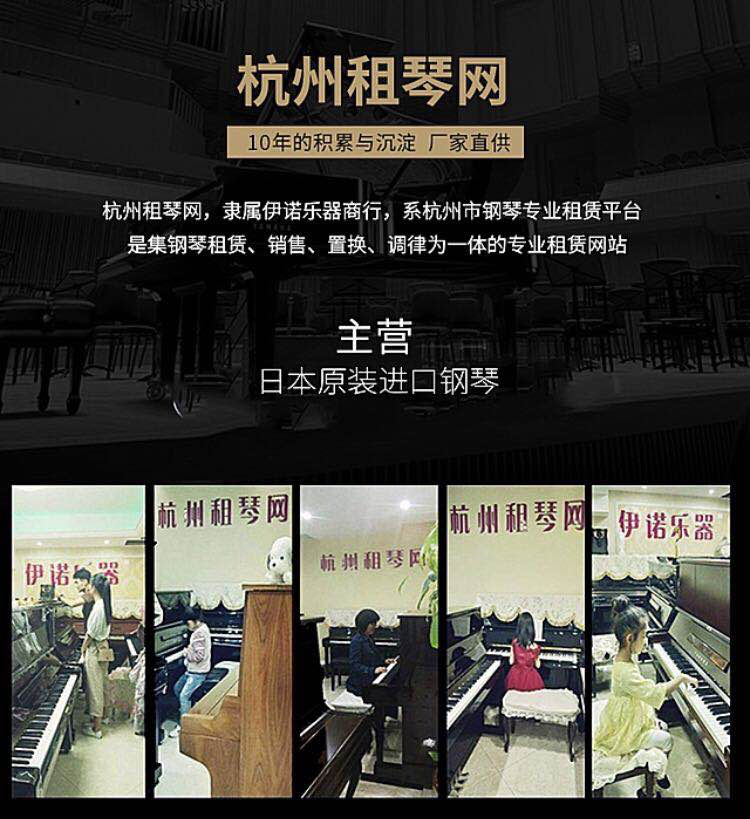 杭州租琴网
10年的积累与沉淀 厂家直供
杭州租琴网，隶属伊诺乐器商行，系杭州市钢琴专业租赁平台
是集钢琴租赁、销售、置换、调律为一体的专业租赁网站
YAMAHA
主营
日本原装进口钢琴
伊诺乐器
杭州租琴网
杭州租琴网
杭州租琴网
伊诺乐器